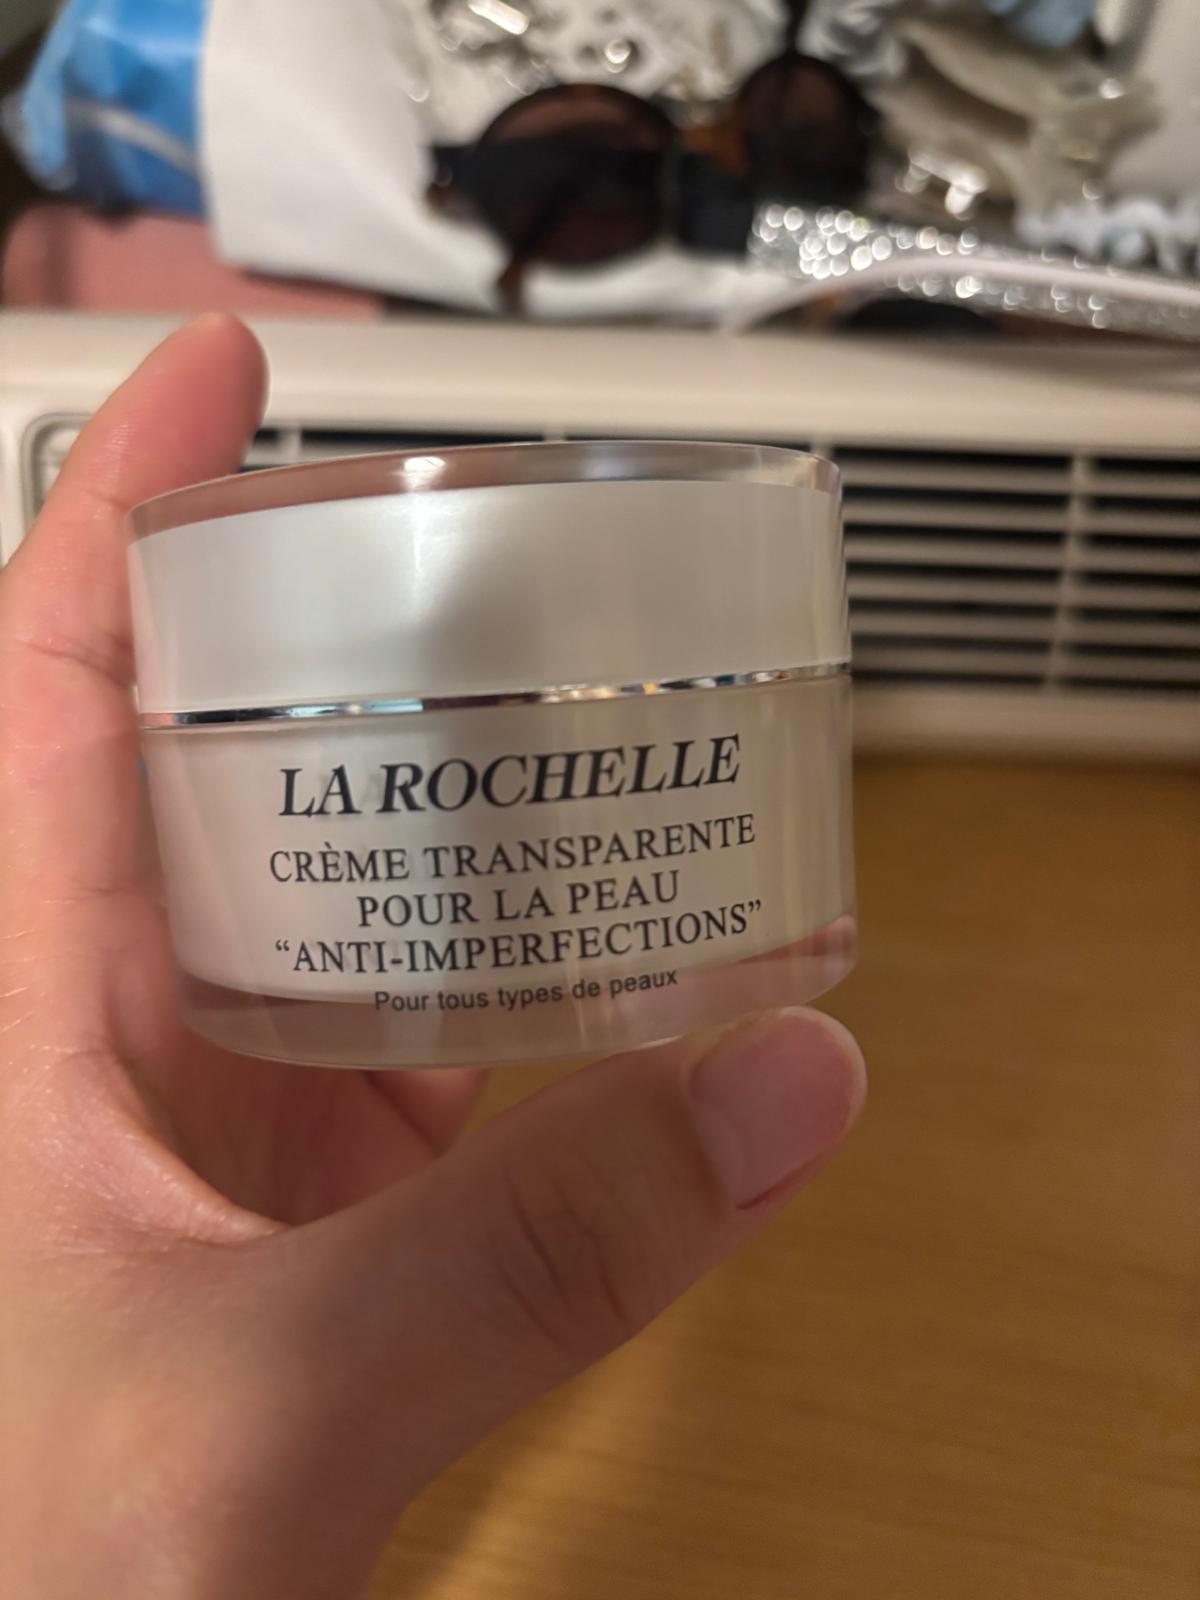 LA ROCHELLE
CRÈME TRANSPARENTE
POUR LA PEAU
“ANTI-IMPERFECTIONS”
Pour tous types de peaux